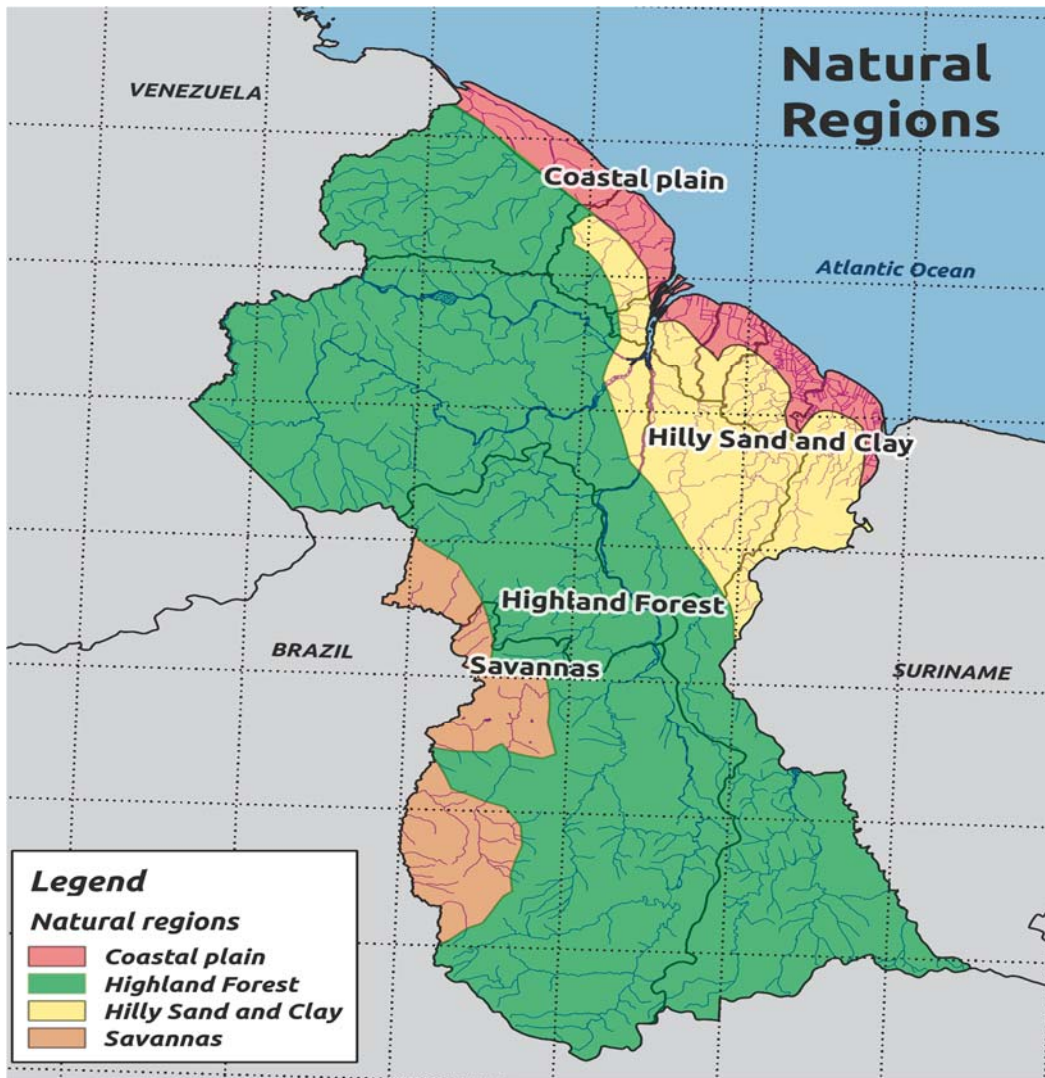 Natural
Regions
VENEZUELA
Coastal plain
Atlantic Ocean
Hilly Sand and Clay
Highland Forest
BRAZIL
Savannas
SURINAME
Legend
Natural regions
Coastal plain
Highland Forest
Hilly Sand and Clay
Savannas